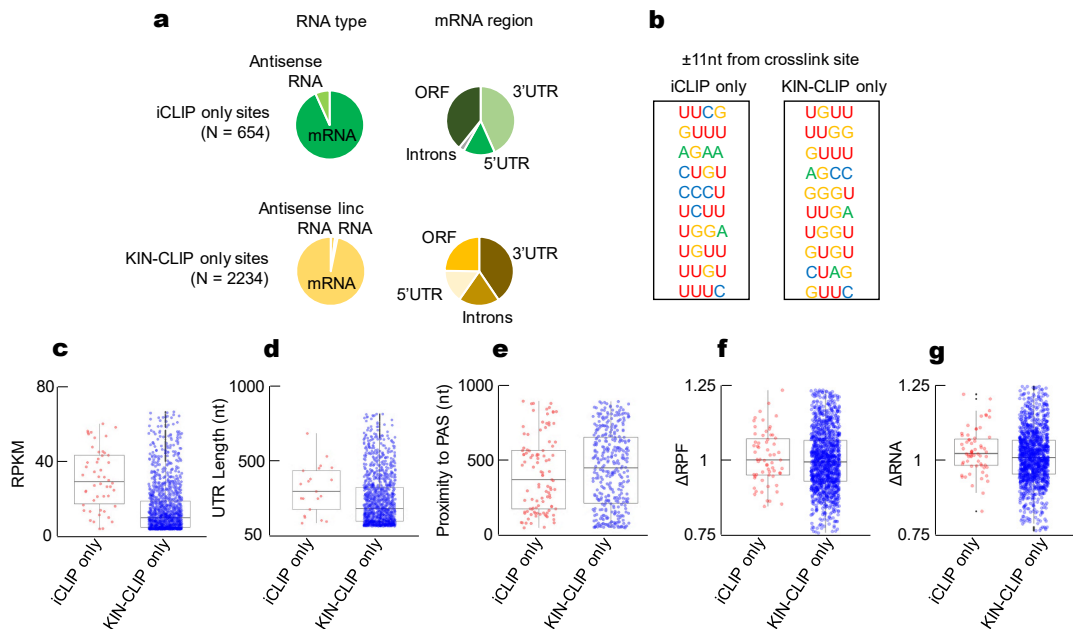 a
RNA type
mRNA region
Antisense
RNA
iCLIP only sites
(N = 654)
mRNA
ORF
3'UTR
Introns
5'UTR
Antisense linc
RNA RNA
KIN-CLIP only sites
(N = 2234)
mRNA
ORF
3'UTR
5'UTR
Introns
b
±11nt from crosslink site
iCLIP only
KIN-CLIP only
UUCG
GUUU
AGAA
CUGU
CCCU
UCUU
UGGA
UGUU
UUGU
UUUC
UGUU
UUGG
GUUU
AGCC
GGGU
UUGA
UGGU
GUGU
CUAG
GUUC
c
RPKM
80
40
0
iCLIP only
KIN-CLIP only
d
UTR Length (nt)
1000
500
50
iCLIP only
KIN-CLIP only
e
Proximity to PAS (nt)
1000
500
0
iCLIP only
KIN-CLIP only
f
ΔRPF
1.25
1
0.75
iCLIP only
KIN-CLIP only
g
ΔRNA
1.25
1
0.75
iCLIP only
KIN-CLIP only